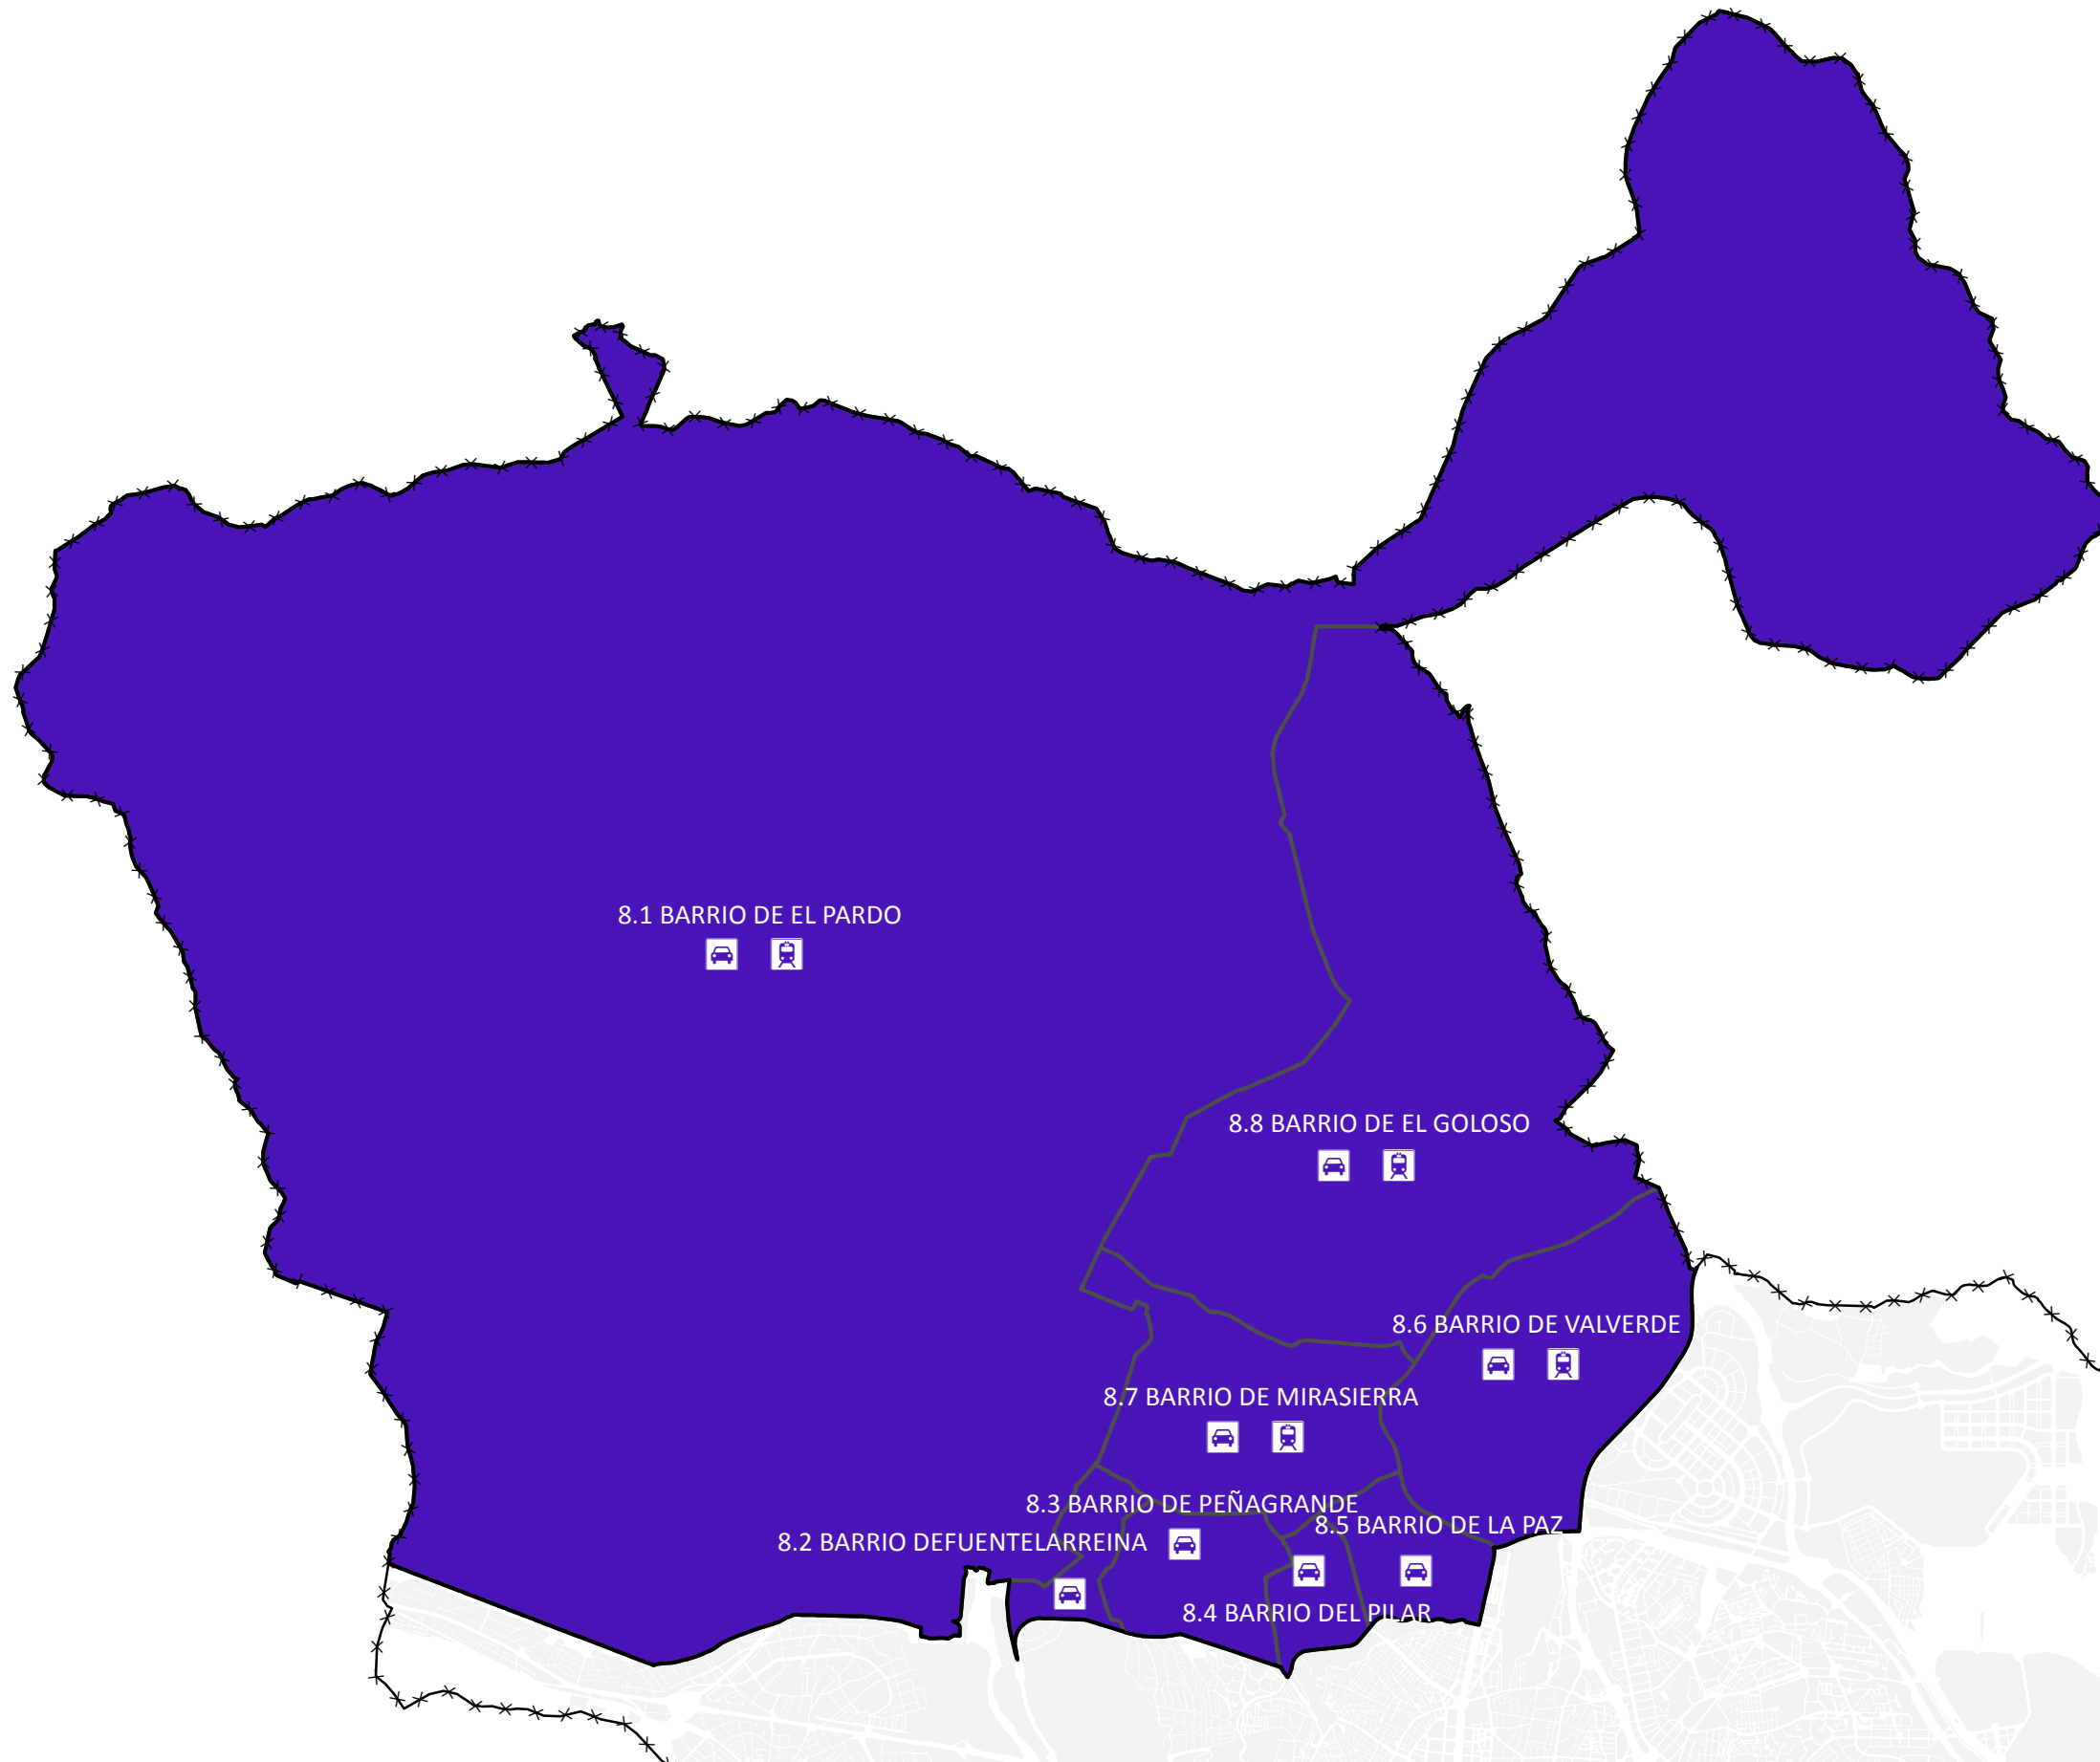 8.1 BARRIO DE EL PARDO
8.8 BARRIO DE EL GOLOSO
8.6 BARRIO DE VALVERDE
8.7 BARRIO DE MIRASIERRA
8.3 BARRIO DE PEÑAGRANDE
8.5 BARRIO DE LA PAZ
8.2 BARRIO DEFUENTELARREINA
8.4 BARRIO DEL PILAR